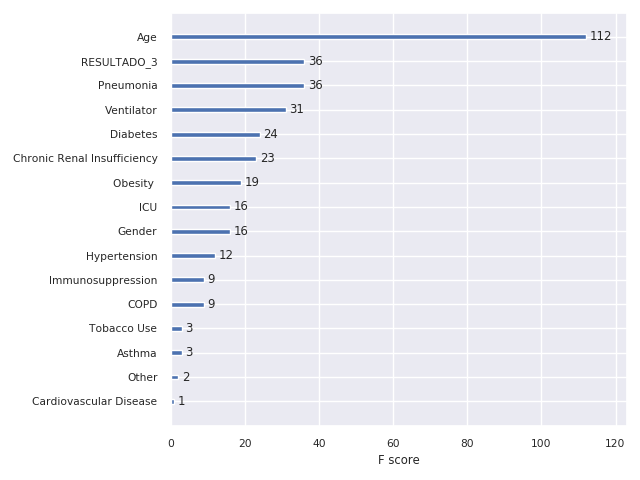 Age 112
RESULTADO_3 36
Pneumonia 36
Ventilator 31
Diabetes 24
Chronic Renal Insufficiency 23
Obesity 19
ICU 16
Gender 16
Hypertension 12
Immunosuppression 9
COPD 9
Tobacco Use 3
Asthma 3
Other 2
Cardiovascular Disease 1
0 20 40 60 80 100 120
F score